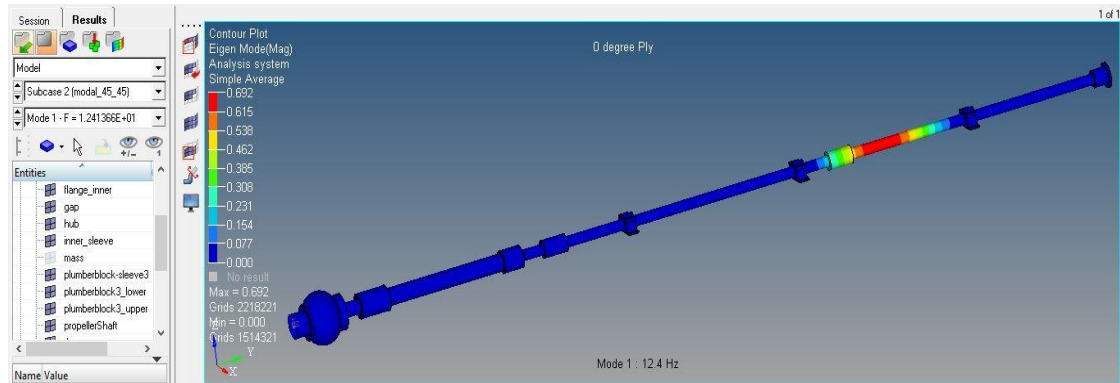 Session Results
Model
Subcase 2 (modal_45_45)
Mode 1 - F = 1.241366E+01
+/-
1
Entities
flange_inner
gap
hub
inner_sleeve
mass
plumberblock-sleeve3
plumberblock3_lower
plumberblock3_upper
propellerShaft
Name Value
1 of 1
Contour Plot
Eigen Mode(Mag)
Analysis system
Simple Average
0.692
0.615
0.538
0.462
0.385
0.308
0.231
0.154
0.077
0.000
No result
Max = 0.692
Grids 2218221
Min = 0.000
Grids 1514321
Z
Y
X
0 degree Ply
Mode 1 : 12.4 Hz